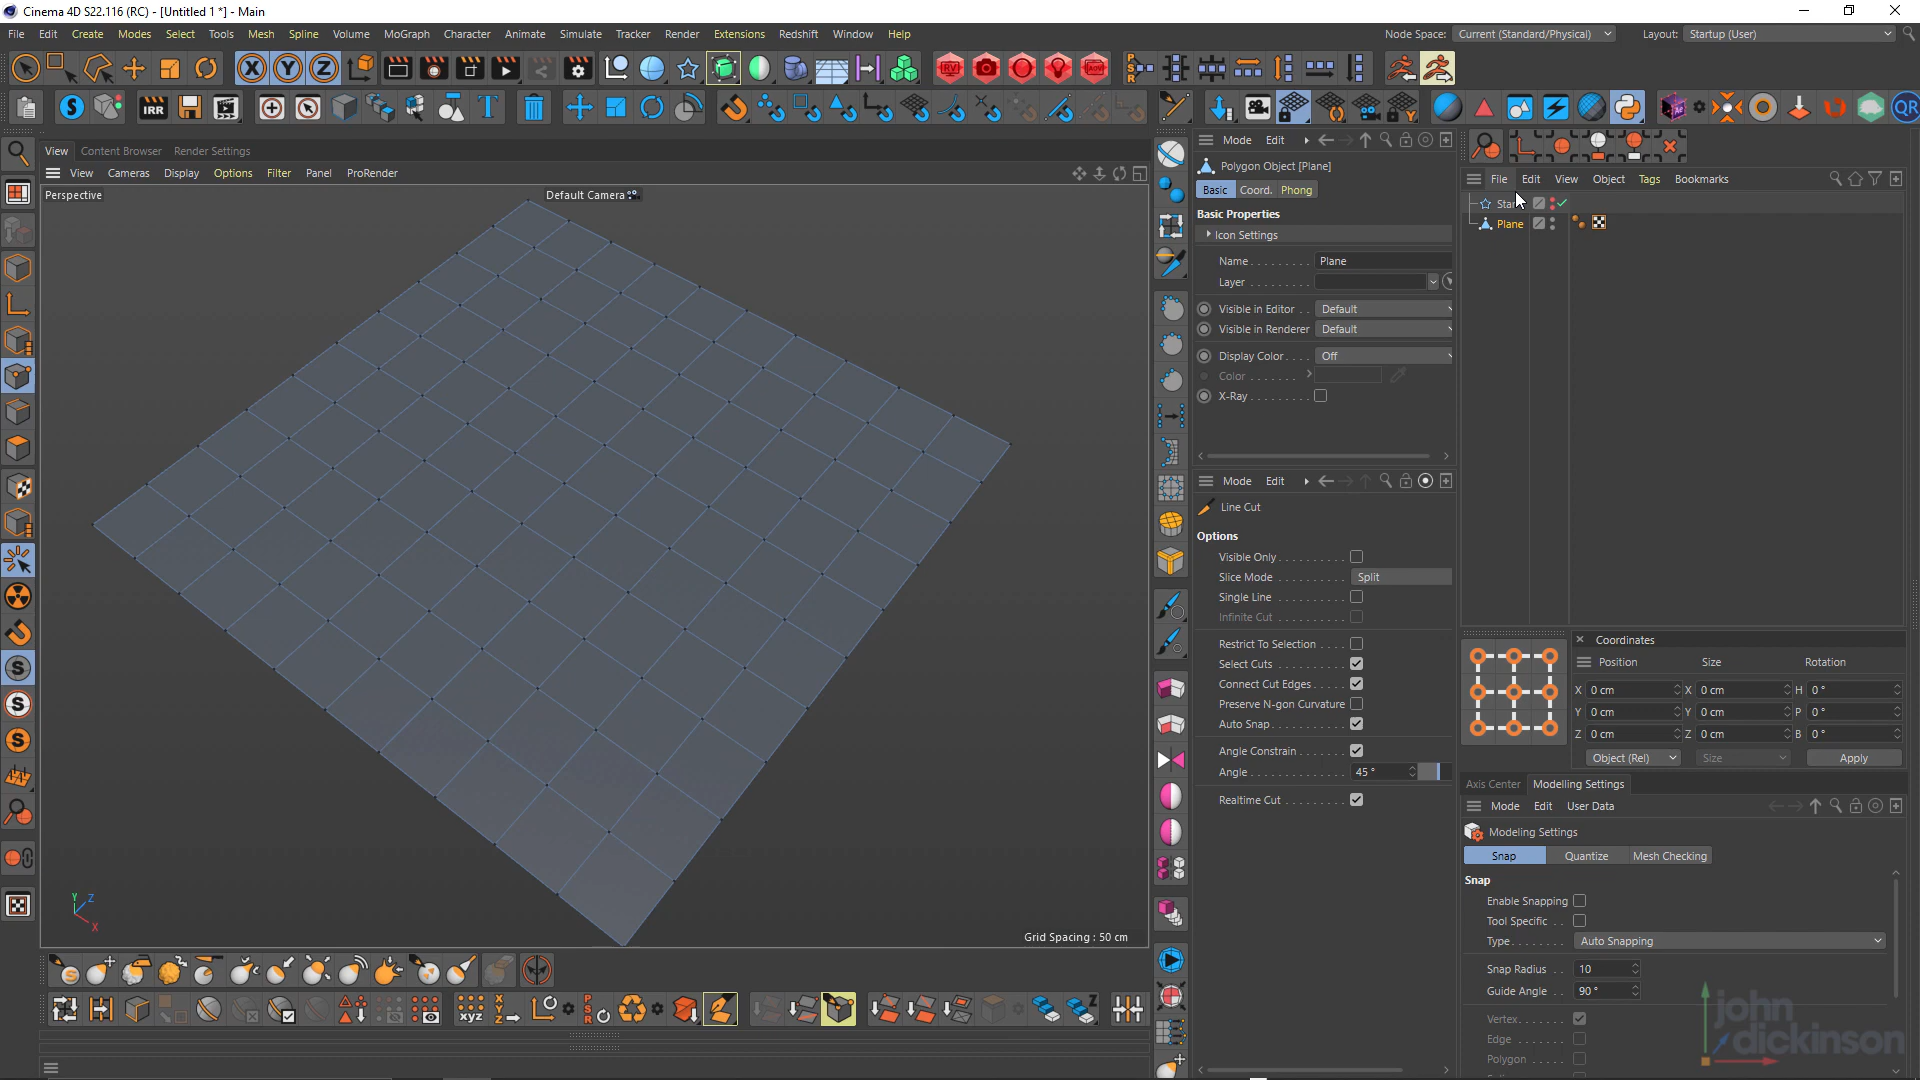 Cinema 4D S22.116 (RC) - [Untitled 1 *] - Main
File Edit Create Modes Select Tools Mesh Spline Volume MoGraph Character Animate Simulate Tracker Render Extensions Redshift Window Help
Node Space: Current (Standard/Physical) Layout: Startup (User)
RV AOV PSR
IRR T QR
View Content Browser Render Settings
View Cameras Display Options Filter Panel ProRender
Perspective
Default Camera
Y Z X
Grid Spacing : 50 cm
Mode Edit
Polygon Object [Plane]
Basic Coord. Phong
Basic Properties
Icon Settings
Name Plane
Layer
Visible in Editor Default
Visible in Renderer Default
Display Color Off
Color
X-Ray
Mode Edit
Line Cut
Options
Visible Only
Slice Mode Split
Single Line
Infinite Cut
Restrict To Selection
Select Cuts
Connect Cut Edges
Preserve N-gon Curvature
Auto Snap
Angle Constrain
Angle 45 °
Realtime Cut
File Edit View Object Tags Bookmarks
Plane
Coordinates
Position Size Rotation
X 0 cm X 0 cm H 0 °
Y 0 cm Y 0 cm P 0 °
Z 0 cm Z 0 cm B 0 °
Object (Rel) Size Apply
Axis Center Modelling Settings
Mode Edit User Data
Modeling Settings
Snap Quantize Mesh Checking
Snap
Enable Snapping
Tool Specific
Type Auto Snapping
Snap Radius 10
Guide Angle 90 °
Vertex
Edge
Polygon
john
dickinson